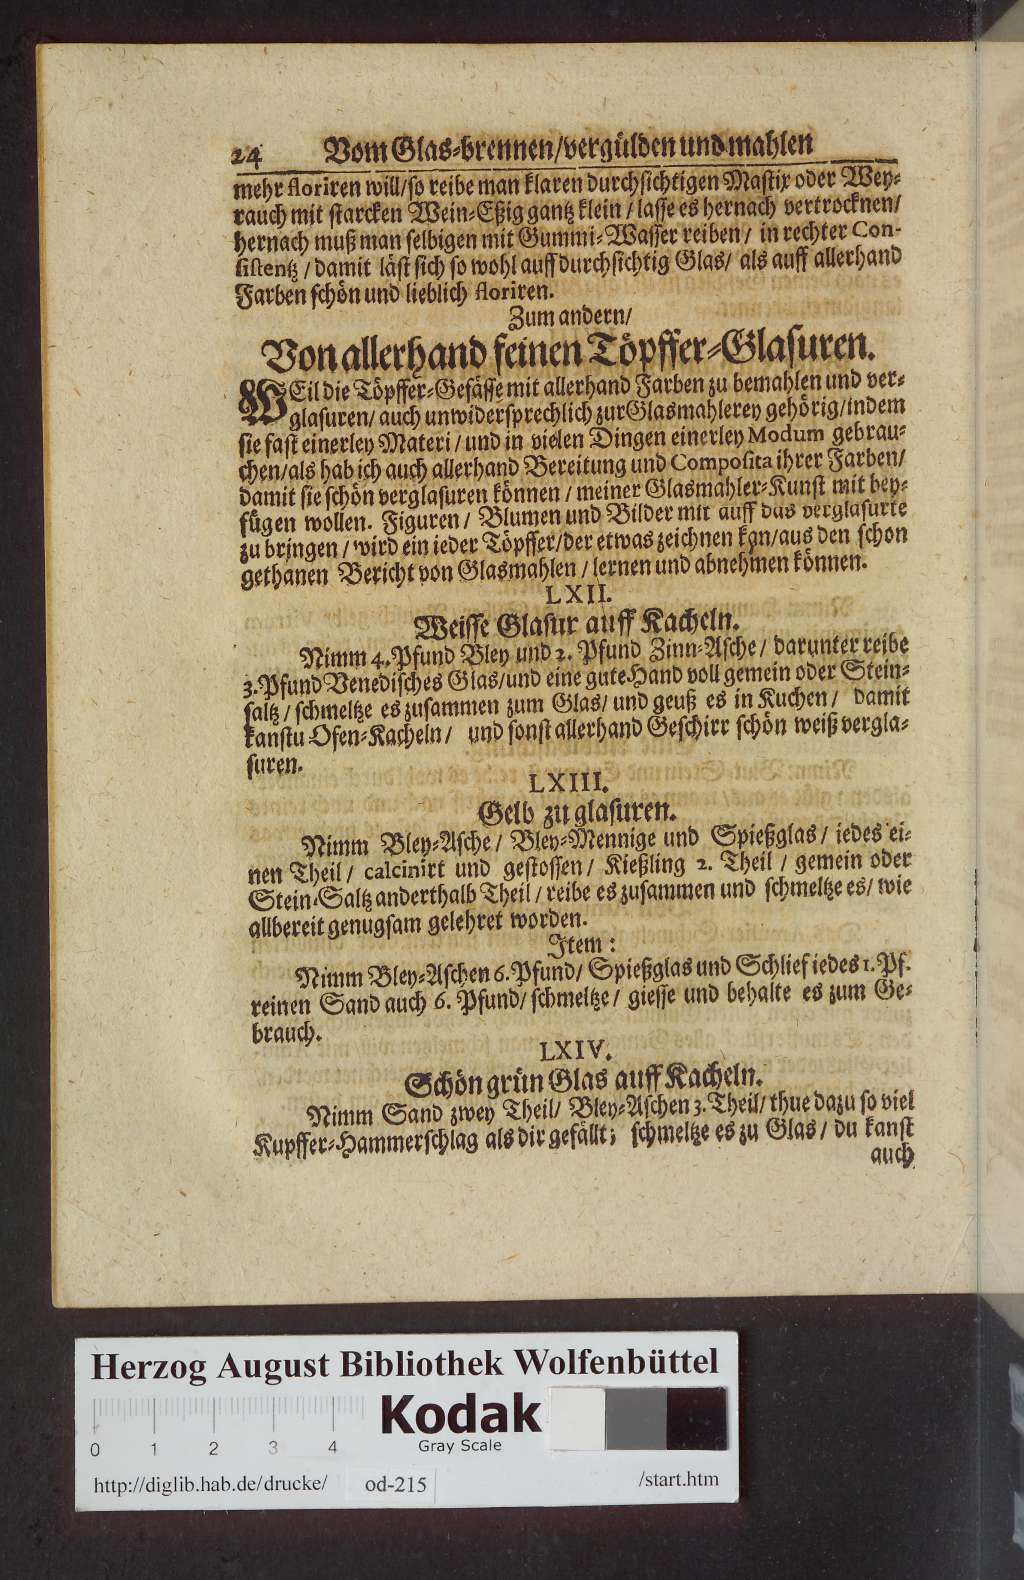 24 Vom Glas-brennen/vergülden und mahlen
mehr floriren will/so reibe man klaren durchsichtigen Mastix oder Wey-
rauch mit starcken Wein-Eßig gantz klein / lasse es hernach vertrocknen/
hernach muß man selbigen mit Gummi-Wasser reiben / in rechter Con-
sistentz / damit läst sich so wohl auff durchsichtig Glas/ als auff allerhand
Farben schön und lieblich floriren.
Zum andern/
Von allerhand feinen Töpffer-Glasuren.
WEil die Töpffer-Gefässe mit allerhand Farben zu bemahlen und ver-
glasuren/ auch unwidersprechlich zur Glasmahlerey gehörig/indem
sie fast einerley Materi / und in vielen Dingen einerley Modum gebrau-
chen/als hab ich auch allerhand Bereitung und Composita ihrer Farben/
damit sie schön verglasuren können / meiner Glasmahler-Kunst mit bey-
fügen wollen. Figuren / Blumen und Bilder mit auff das verglasurte
zu bringen / wird ein ieder Töpffer/der etwas zeichnen kan/aus den schon
gethanen Bericht von Glasmahlen / lernen und abnehmen können.
LXII.
Weisse Glasur auff Kacheln.
Nimm 4. Pfund Bley und 2. Pfund Zinn-Asche / darunter reibe
3. Pfund Venedisches Glas/und eine gute Hand voll gemein oder Stein-
saltz / schmeltze es zusammen zum Glas/ und geuß es in Kuchen / damit
kanstu Ofen-Kacheln / und sonst allerhand Geschirr schön weiß vergla-
suren.
LXIII.
Gelb zu glasuren.
Nimm Bley-Asche / Bley-Mennige und Spießglas / iedes ei-
nen Theil / calcinirt und gestossen / Kießling 2. Theil / gemein oder
Stein-Saltz anderthalb Theil / reibe es zusammen und schmeltze es/ wie
allbereit genugsam gelehret worden.
Item :
Nimm Bley-Aschen 6. Pfund/ Spießglas und Schlief iedes 1. Pf.
reinen Sand auch 6. Pfund/ schmeltze / giesse und behalte es zum Ge-
brauch.
LXIV.
Schön grün Glas auff Kacheln.
Nimm Sand zwey Theil/ Bley-Aschen 3. Theil/ thue dazu so viel
Kupffer-Hammerschlag als dir gefällt; schmeltze es zu Glas / du kanst
auch
Herzog August Bibliothek Wolfenbüttel
Kodak
Gray Scale
0 1 2 3 4
http://diglib.hab.de/drucke/ od-215 /start.htm